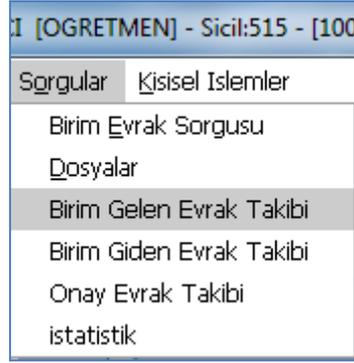 I [OGRETMEN] - Sicil:515 - [100
Sorgular Kisisel Islemler
Birim Evrak Sorgusu
Dosyalar
Birim Gelen Evrak Takibi
Birim Giden Evrak Takibi
Onay Evrak Takibi
istatistik